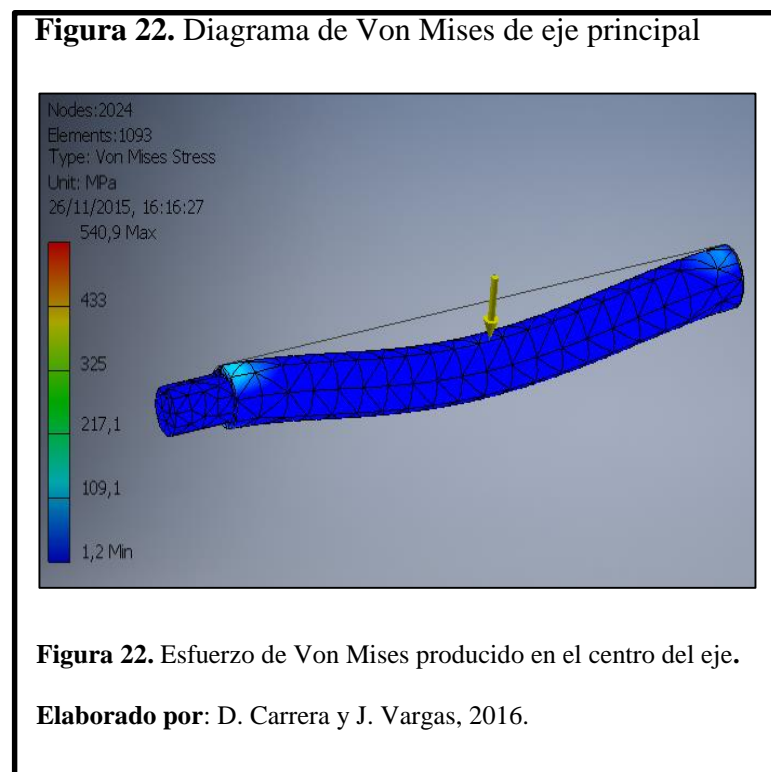 Figura 22. Diagrama de Von Mises de eje principal
Nodes:2024
Elements:1093
Type: Von Mises Stress
Unit: MPa
26/11/2015, 16:16:27
540,9 Max
433
325
217,1
109,1
1,2 Min
Figura 22. Esfuerzo de Von Mises producido en el centro del eje.
Elaborado por: D. Carrera y J. Vargas, 2016.